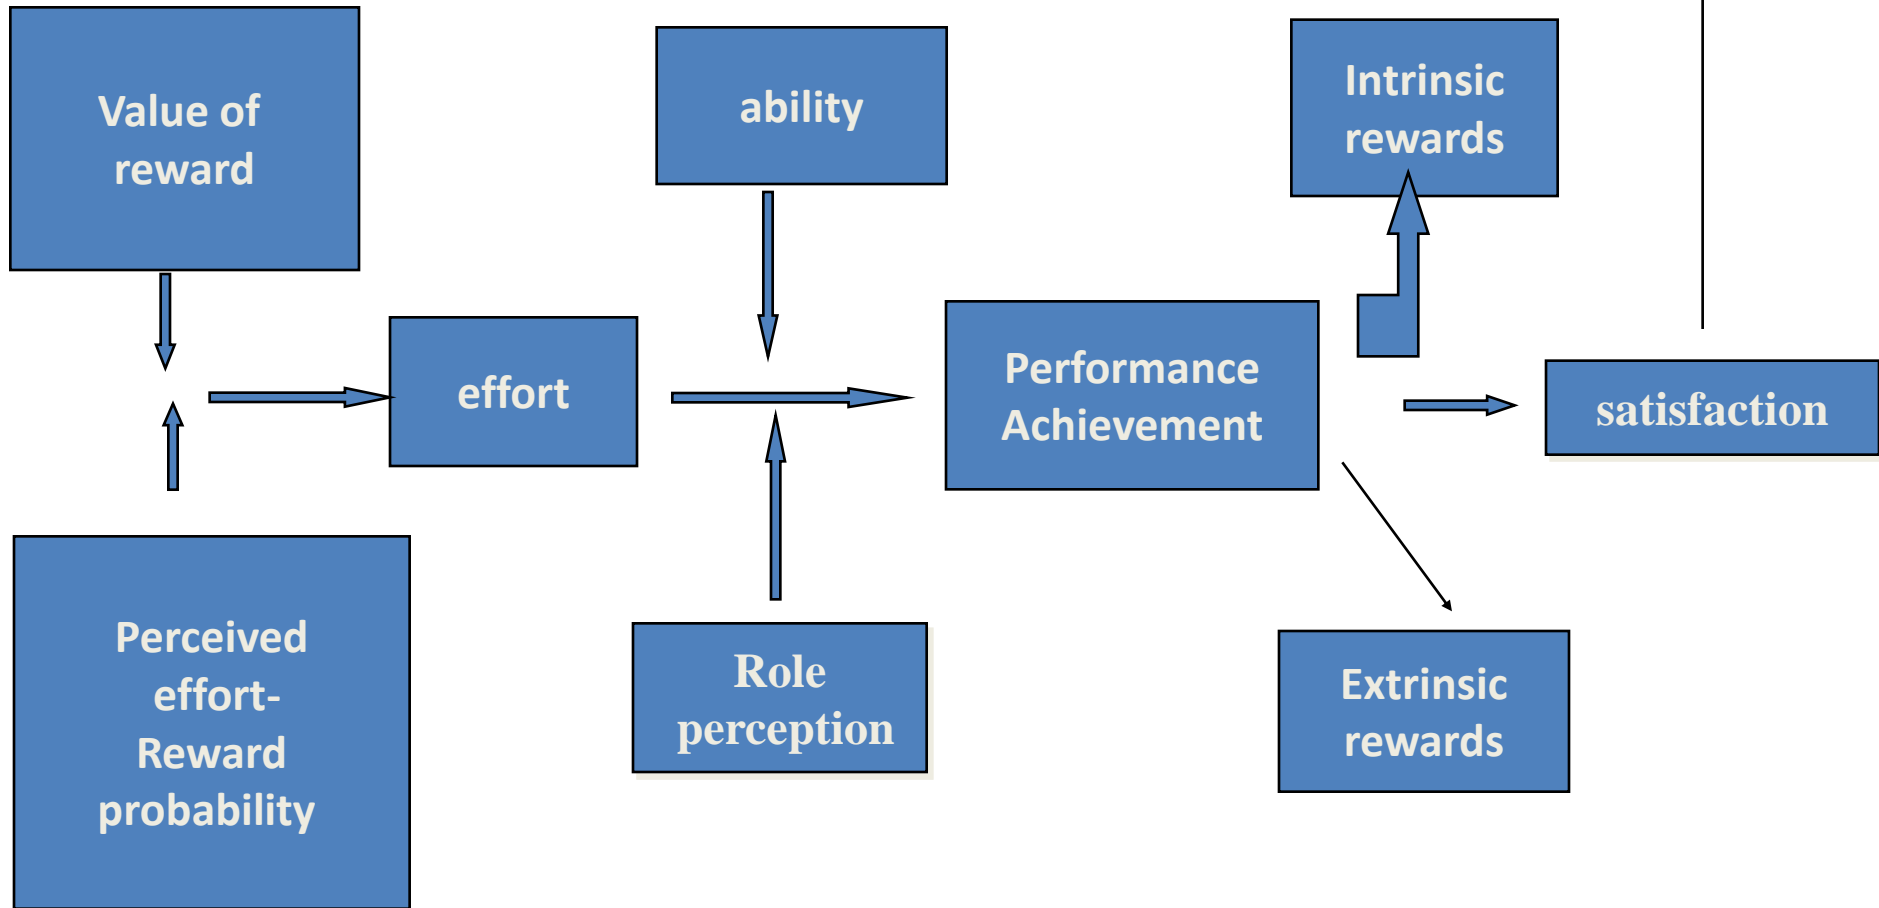 Value of
reward
ability
Intrinsic
rewards
effort
Performance
Achievement
satisfaction
Perceived
effort-
Reward
probability
Role
perception
Extrinsic
rewards